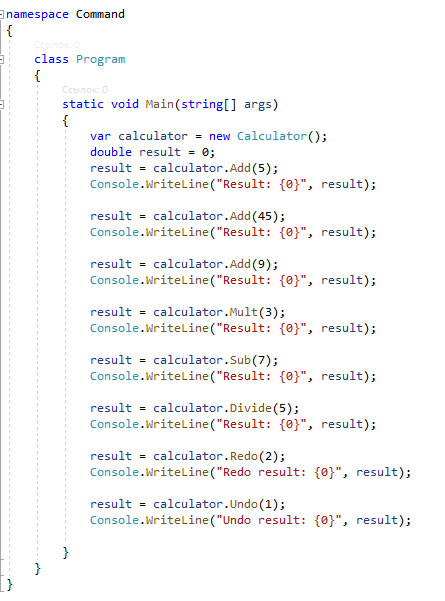 namespace Command
{
Ссылок: 0
class Program
{
Ссылок: 0
static void Main(string[] args)
{
var calculator = new Calculator();
double result = 0;
result = calculator.Add(5);
Console.WriteLine("Result: {0}", result);
result = calculator.Add(45);
Console.WriteLine("Result: {0}", result);
result = calculator.Add(9);
Console.WriteLine("Result: {0}", result);
result = calculator.Mult(3);
Console.WriteLine("Result: {0}", result);
result = calculator.Sub(7);
Console.WriteLine("Result: {0}", result);
result = calculator.Divide(5);
Console.WriteLine("Result: {0}", result);
result = calculator.Redo(2);
Console.WriteLine("Redo result: {0}", result);
result = calculator.Undo(1);
Console.WriteLine("Undo result: {0}", result);
}
}
}